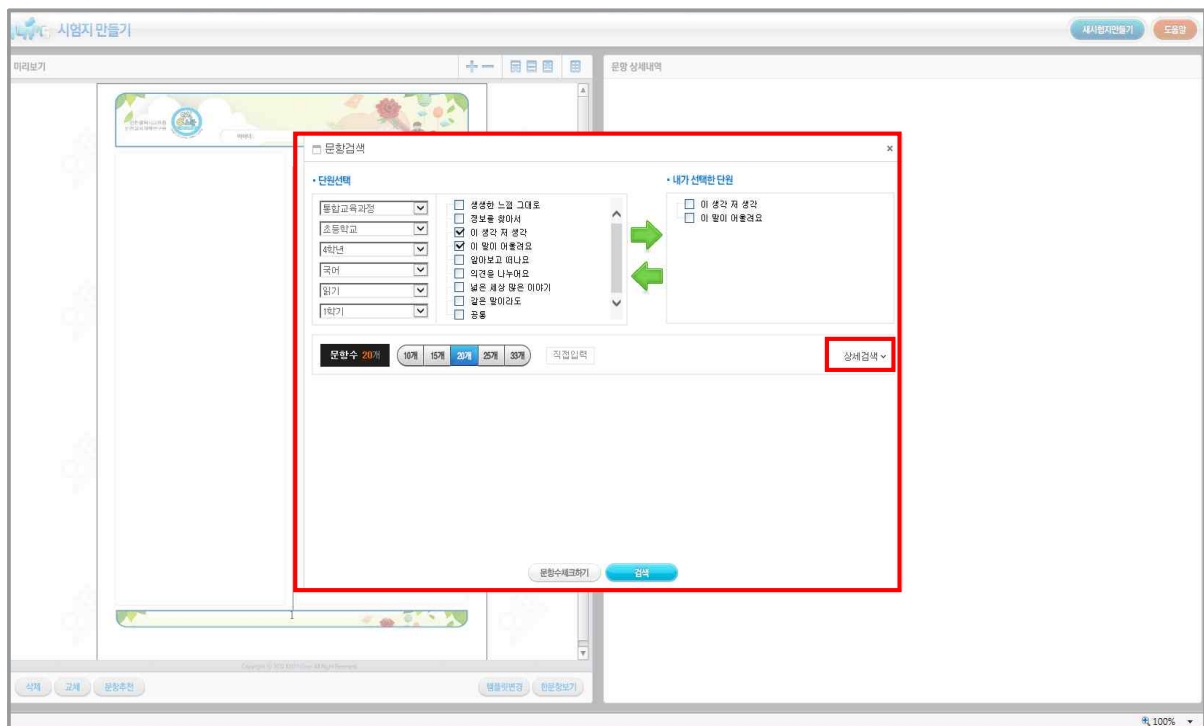 시험지 만들기
새시험지만들기 도움말
미리보기
문항 상세내역
문항검색
단원선택
내가 선택한 단원
통합교육과정
초등학교
4학년
국어
읽기
1학기
생생한 느낌 그대로
정보를 찾아서
이 생각 저 생각
이 말이 어울려요
알아보고 떠나요
의견을 나누어요
넓은 세상 많은 이야기
같은 말이라도
공통
이 생각 저 생각
이 말이 어울려요
문항수 20개
10개 15개 20개 25개 33개
직접입력
상세검색
문항수체크하기 검색
1
삭제 교체 문항추천
템플릿변경 한문항보기
100%